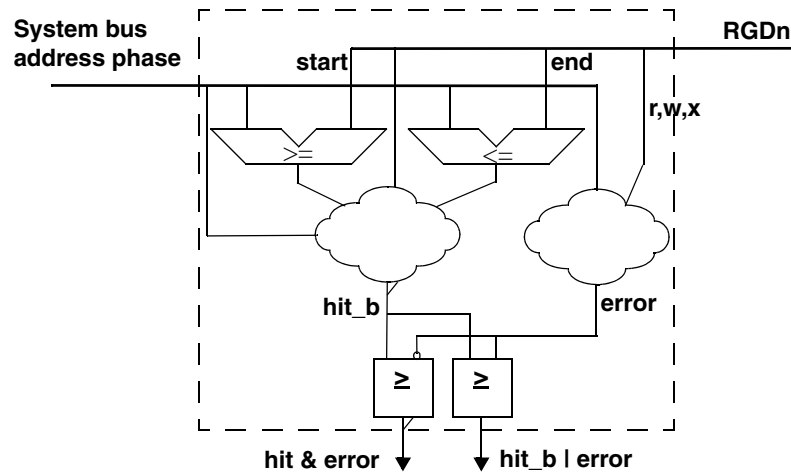 System bus
address phase
RGDn
start
end
r,w,x
>=
<=
hit_b
error
≥
≥
hit & error
hit_b | error